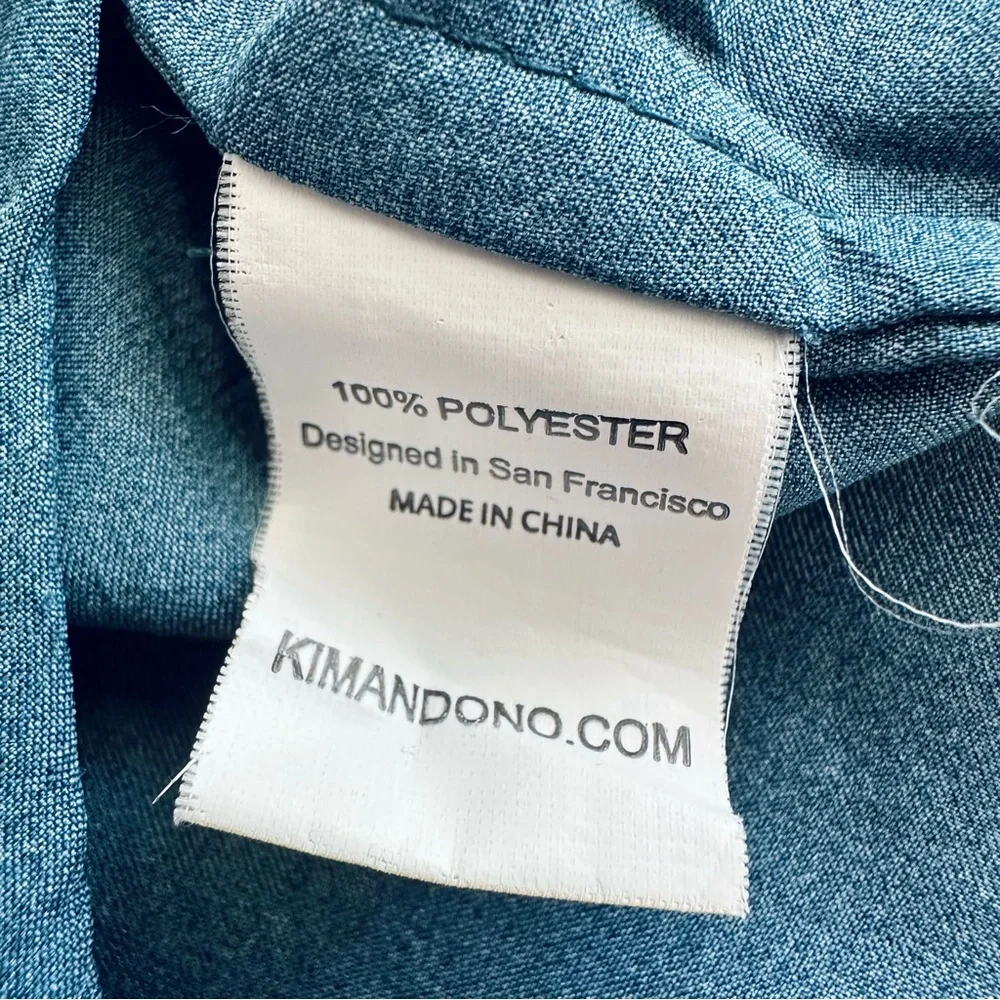 100% POLYESTER
Designed in San Francisco
MADE IN CHINA
KIMANDONO.COM